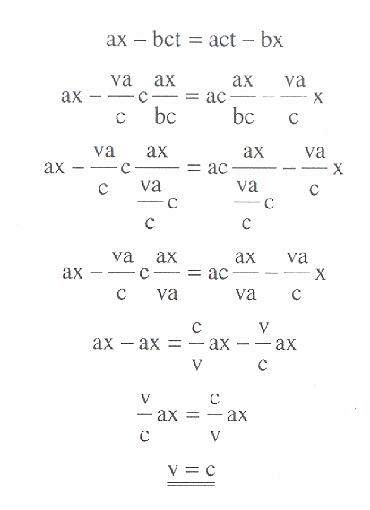 ax − bct = act − bx
ax − va/c c ax/bc = ac ax/bc − va/c x
ax − va/c c ax/(va/c c) = ac ax/(va/c c) − va/c x
ax − va/c c ax/va = ac ax/va − va/c x
ax − ax = c/v ax − v/c ax
v/c ax = c/v ax
v = c